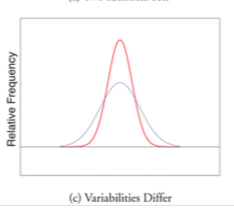 Relative Frequency
(c) Variabilities Differ